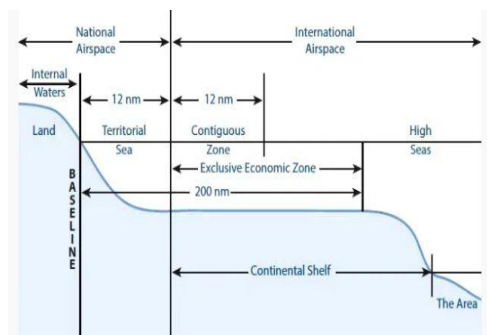 National
Airspace
International
Airspace
Internal
Waters
12 nm
12 nm
Land
Territorial
Sea
Contiguous
Zone
High
Seas
Exclusive Economic Zone
200 nm
BASELINE
Continental Shelf
The Area